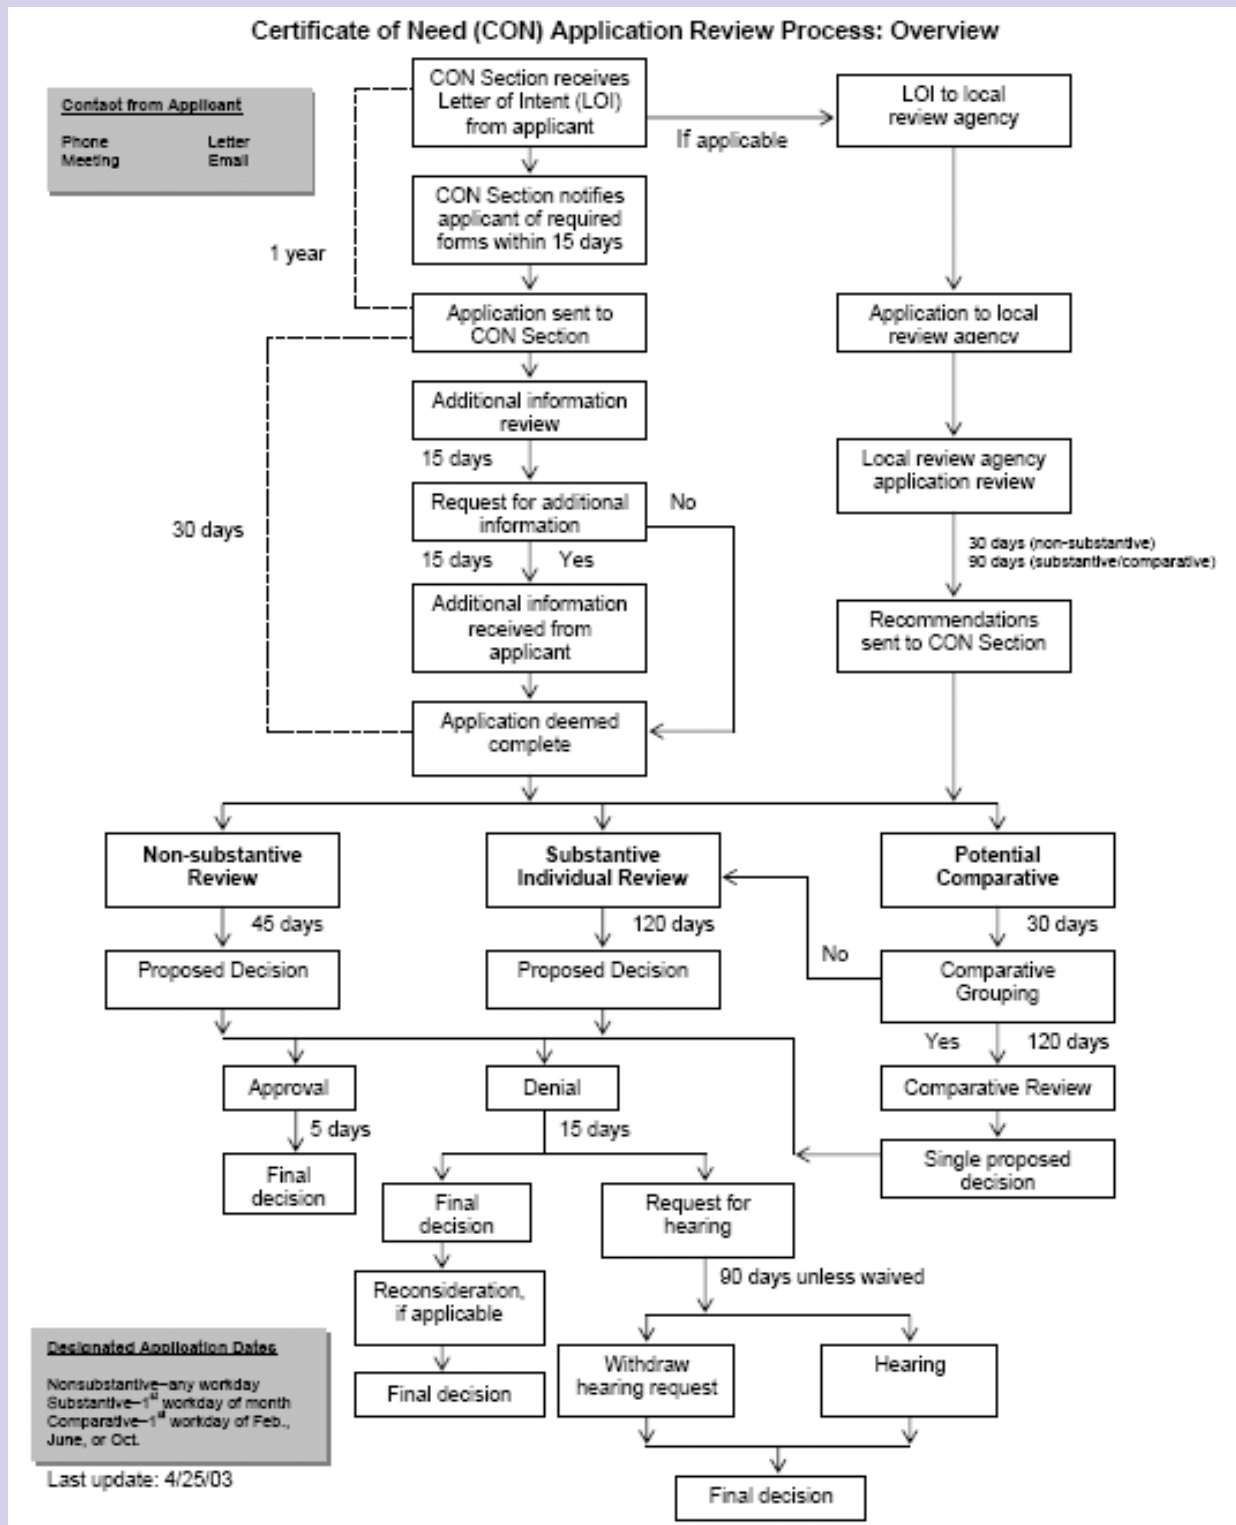 Certificate of Need (CON) Application Review Process: Overview
Contact from Applicant
Phone Letter
Meeting Email
CON Section receives
Letter of Intent (LOI)
from applicant
If applicable
LOI to local
review agency
CON Section notifies
applicant of required
forms within 15 days
1 year
Application sent to
CON Section
Application to local
review agency
Additional information
review
15 days
Local review agency
application review
Request for additional
information
No
30 days
15 days Yes
30 days (non-substantive)
90 days (substantive/comparative)
Additional information
received from
applicant
Recommendations
sent to CON Section
Application deemed
complete
Non-substantive
Review
Substantive
Individual Review
Potential
Comparative
45 days
120 days
30 days
No
Proposed Decision
Proposed Decision
Comparative
Grouping
Yes 120 days
Approval
Denial
Comparative Review
5 days
15 days
Final
decision
Single proposed
decision
Final
decision
Request for
hearing
90 days unless waived
Reconsideration,
if applicable
Withdraw
hearing request
Hearing
Final decision
Final decision
Designated Application Dates
Nonsubstantive–any workday
Substantive–1st workday of month
Comparative–1st workday of Feb.,
June, or Oct.
Last update: 4/25/03